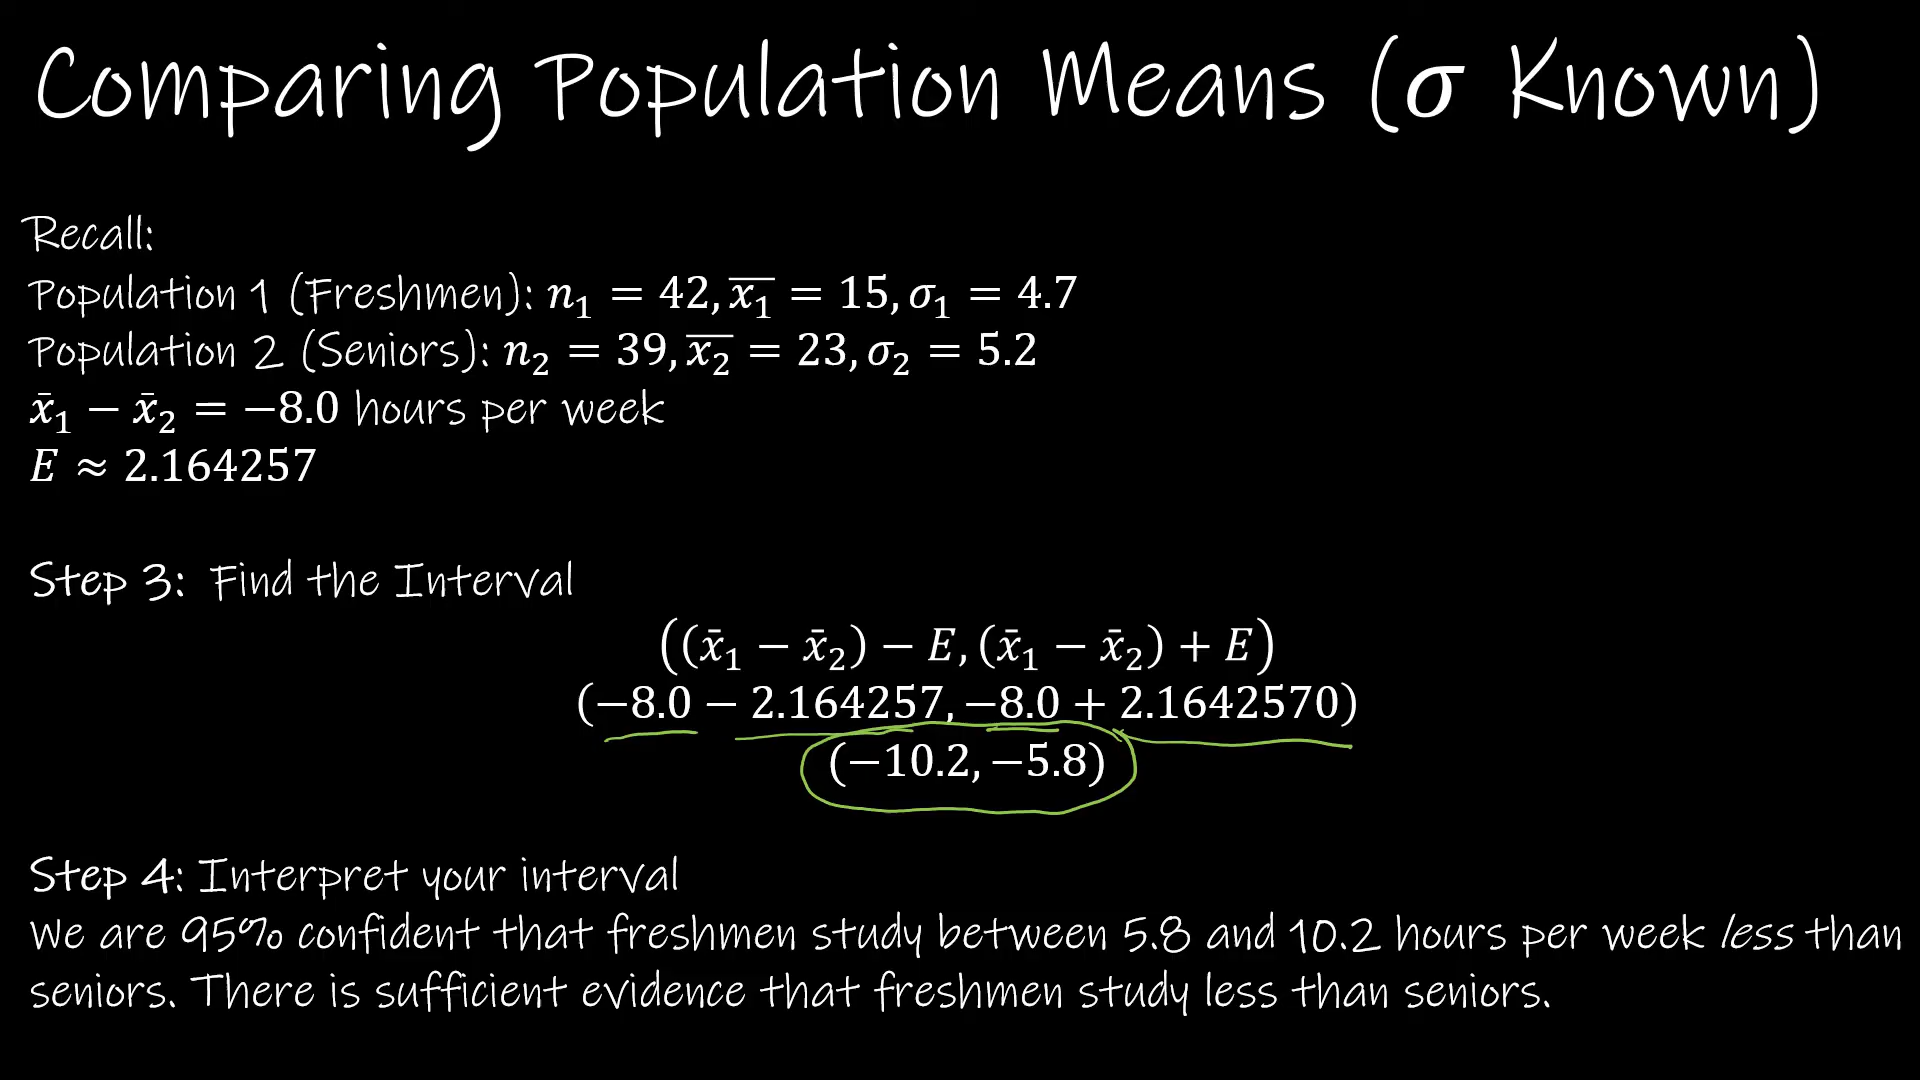 Comparing Population Means (σ Known)
Recall:
Population 1 (Freshmen): n₁ = 42, x̅₁ = 15, σ₁ = 4.7
Population 2 (Seniors): n₂ = 39, x̅₂ = 23, σ₂ = 5.2
x̄₁ − x̄₂ = −8.0 hours per week
E ≈ 2.164257
Step 3: Find the Interval
((x̄₁ − x̄₂) − E, (x̄₁ − x̄₂) + E)
(−8.0 − 2.164257, −8.0 + 2.1642570)
(−10.2, −5.8)
Step 4: Interpret your interval
We are 95% confident that freshmen study between 5.8 and 10.2 hours per week less than
seniors. There is sufficient evidence that freshmen study less than seniors.